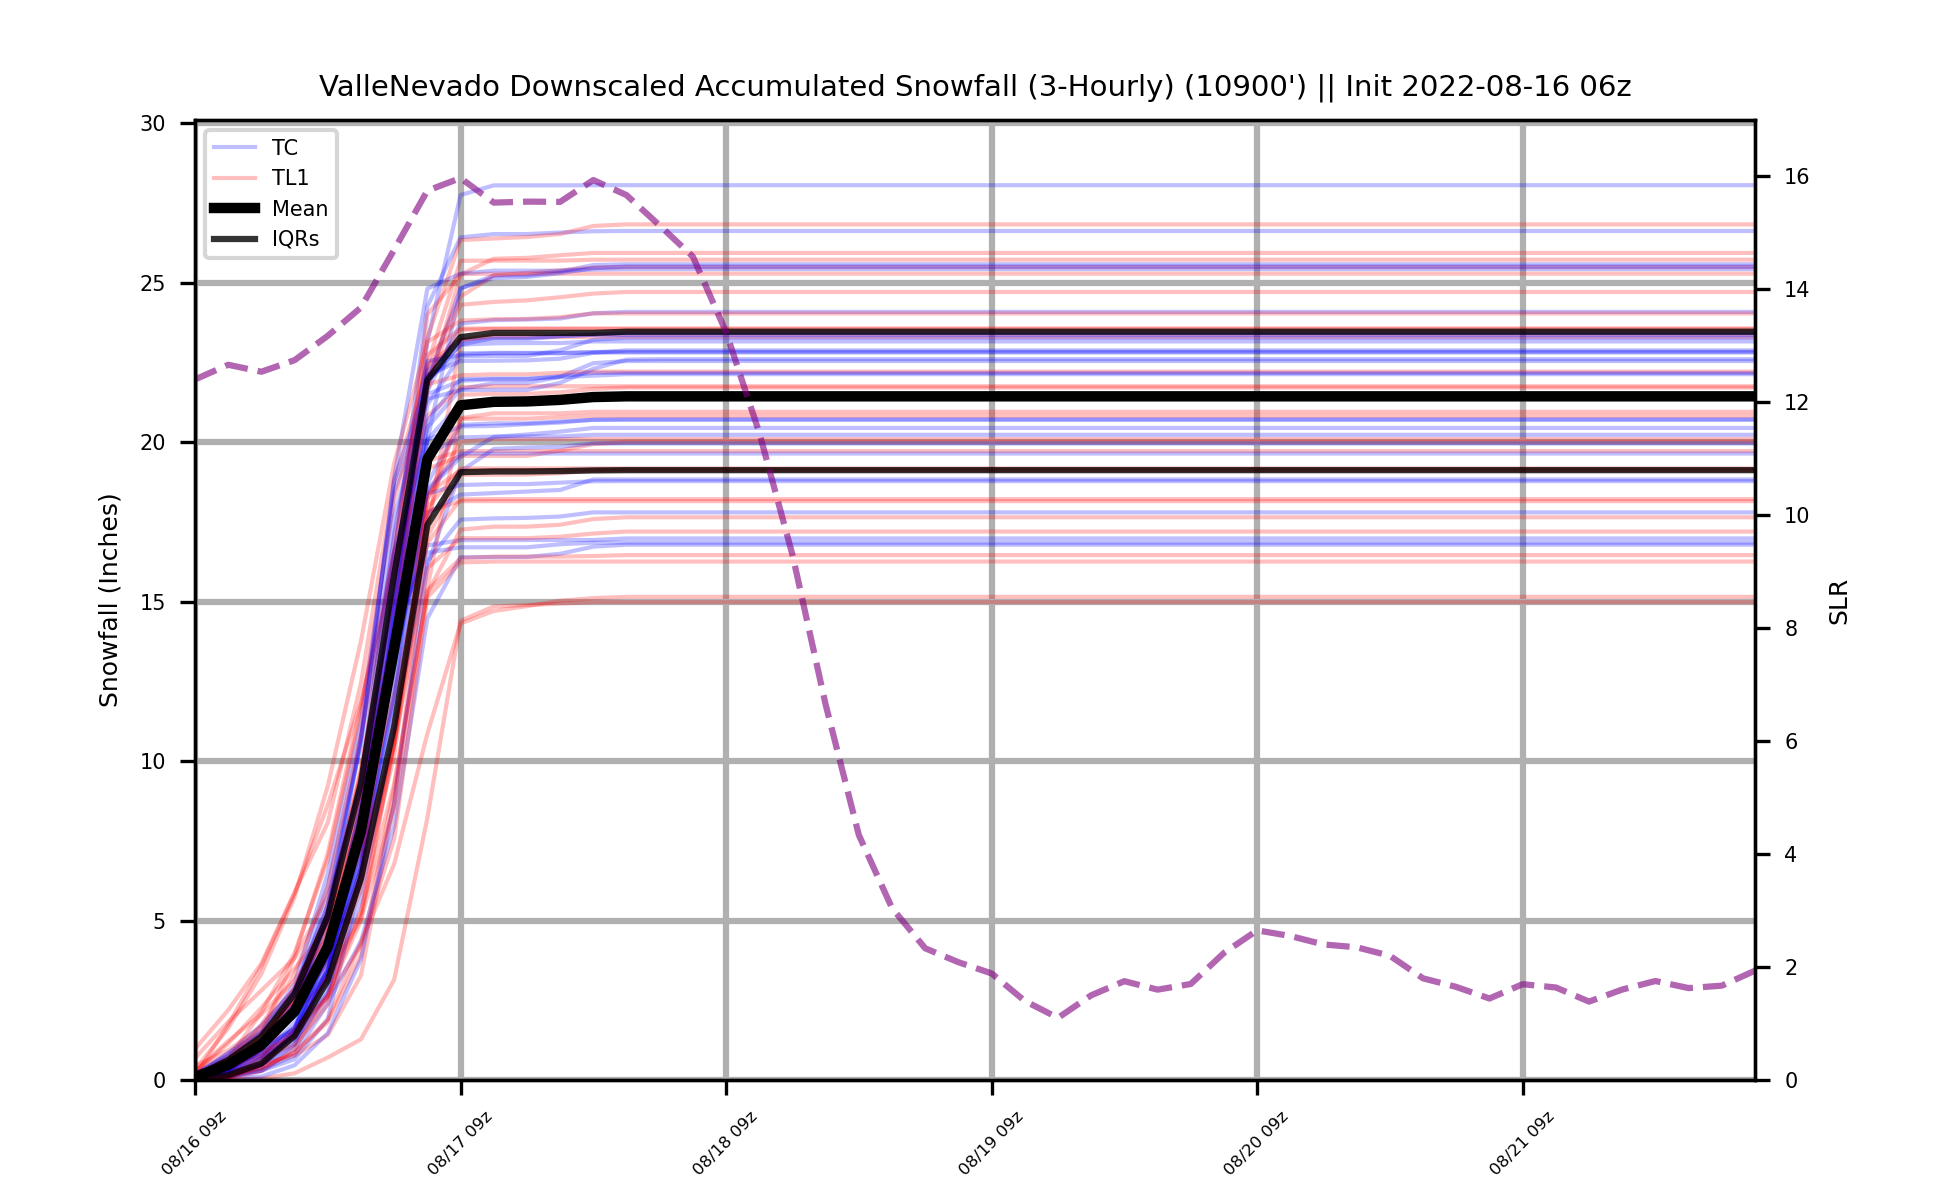 ValleNevado Downscaled Accumulated Snowfall (3-Hourly) (10900') || Init 2022-08-16 06z
TC
TL1
Mean
IQRs
Snowfall (Inches)
30
25
20
15
10
5
0
SLR
16
14
12
10
8
6
4
2
0
08/16 09z
08/17 09z
08/18 09z
08/19 09z
08/20 09z
08/21 09z